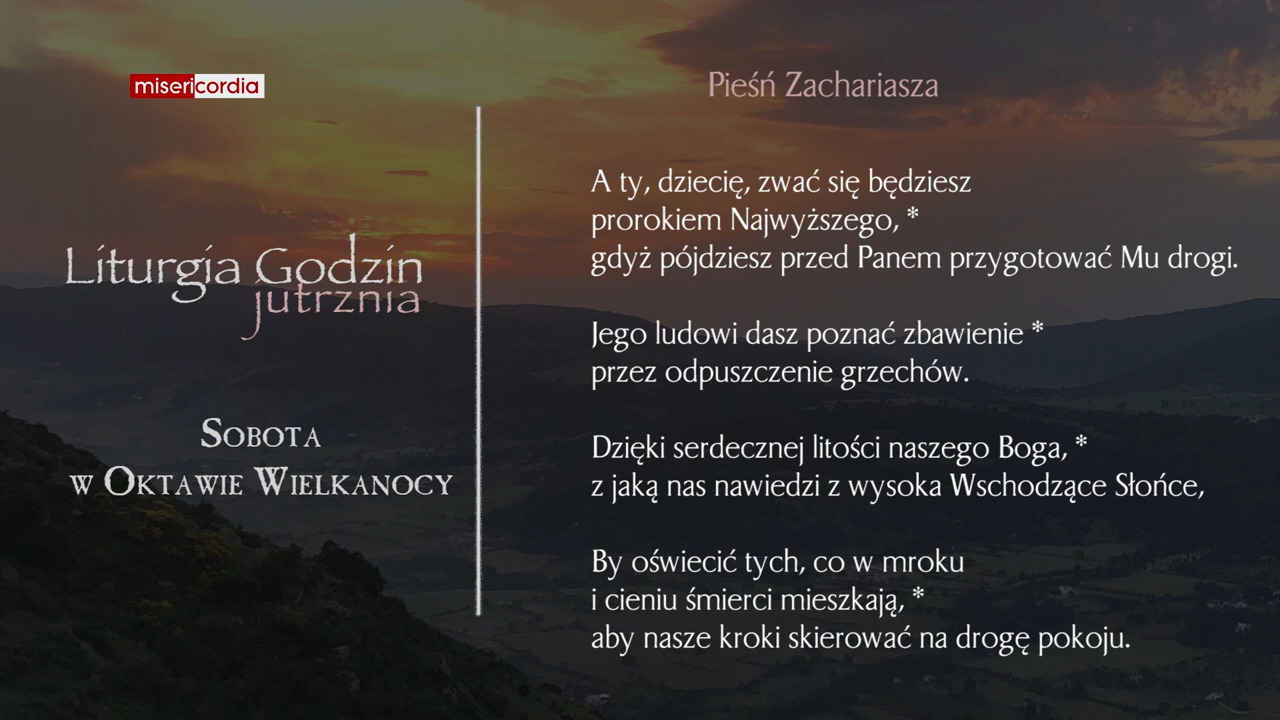 misericordia
Liturgia Godzin
jutrznia
Sobota
w Oktawie Wielkanocy
Pieśń Zachariasza
A ty, dziecię, zwać się będziesz
prorokiem Najwyższego, *
gdyż pójdziesz przed Panem przygotować Mu drogi.
Jego ludowi dasz poznać zbawienie *
przez odpuszczenie grzechów.
Dzięki serdecznej litości naszego Boga, *
z jaką nas nawiedzi z wysoka Wschodzące Słońce,
By oświecić tych, co w mroku
i cieniu śmierci mieszkają, *
aby nasze kroki skierować na drogę pokoju.